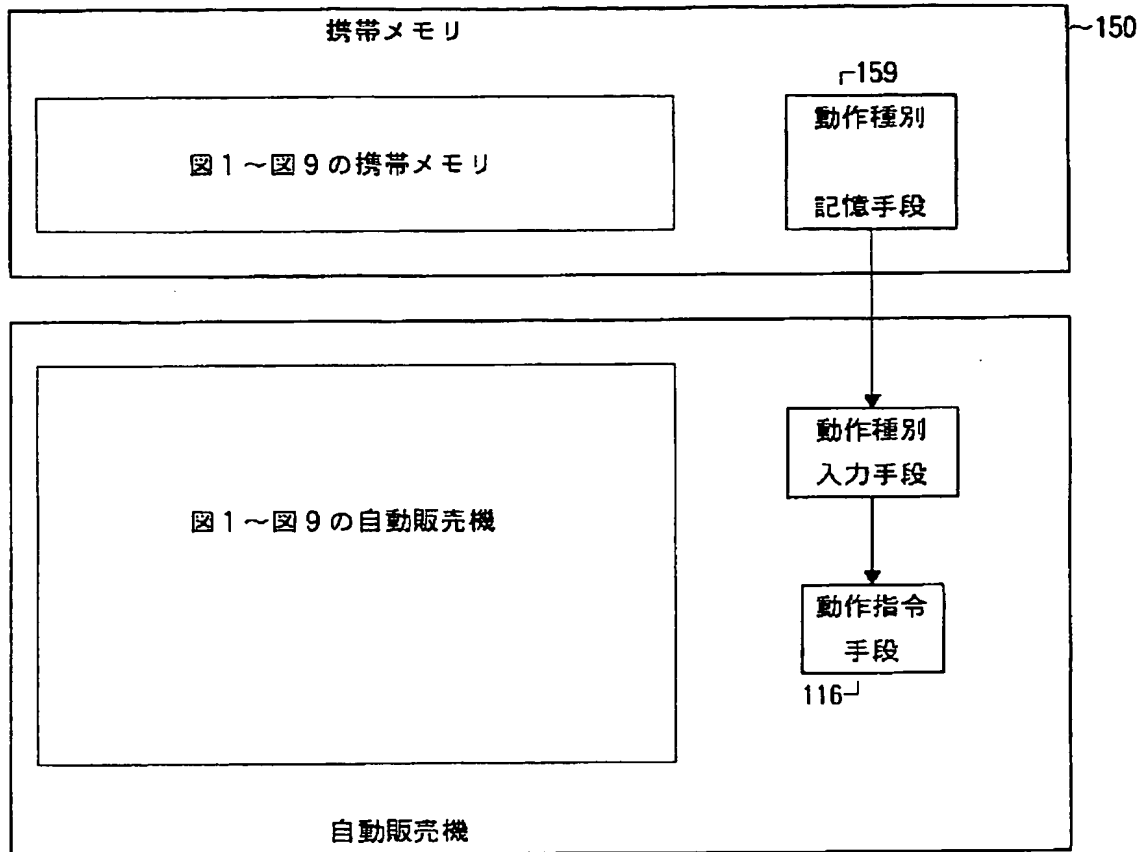 携帯メモリ
~150
159
動作種別
記憶手段
図1~図9の携帯メモリ
動作種別
入力手段
図1~図9の自動販売機
動作指令
手段
116
自動販売機